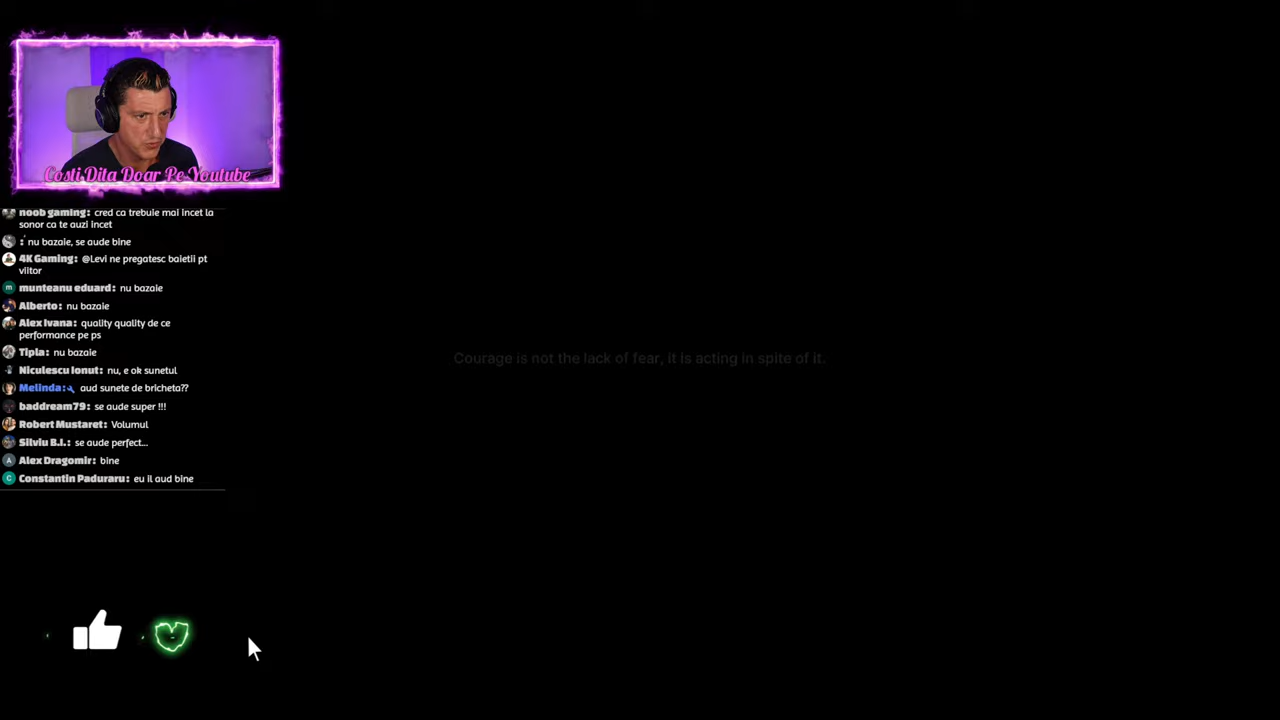 Costi Dita Doar Pe Youtube
noob gaming: cred ca trebuie mai incet la
sonor ca te auzi incet
: nu bazaie, se aude bine
4K Gaming: @Levi ne pregatesc baietii pt
viitor
m munteanu eduard: nu bazaie
Alberto: nu bazaie
Alex Ivana: quality quality de ce
performance pe ps
Tipla: nu bazaie
Niculescu Ionut: nu, e ok sunetul
Melinda: aud sunete de bricheta??
baddream79: se aude super !!!
Robert Mustaret: Volumul
Silviu B.I.: se aude perfect...
A Alex Dragomir: bine
C Constantin Paduraru: eu il aud bine
Courage is not the lack of fear, it is acting in spite of it.